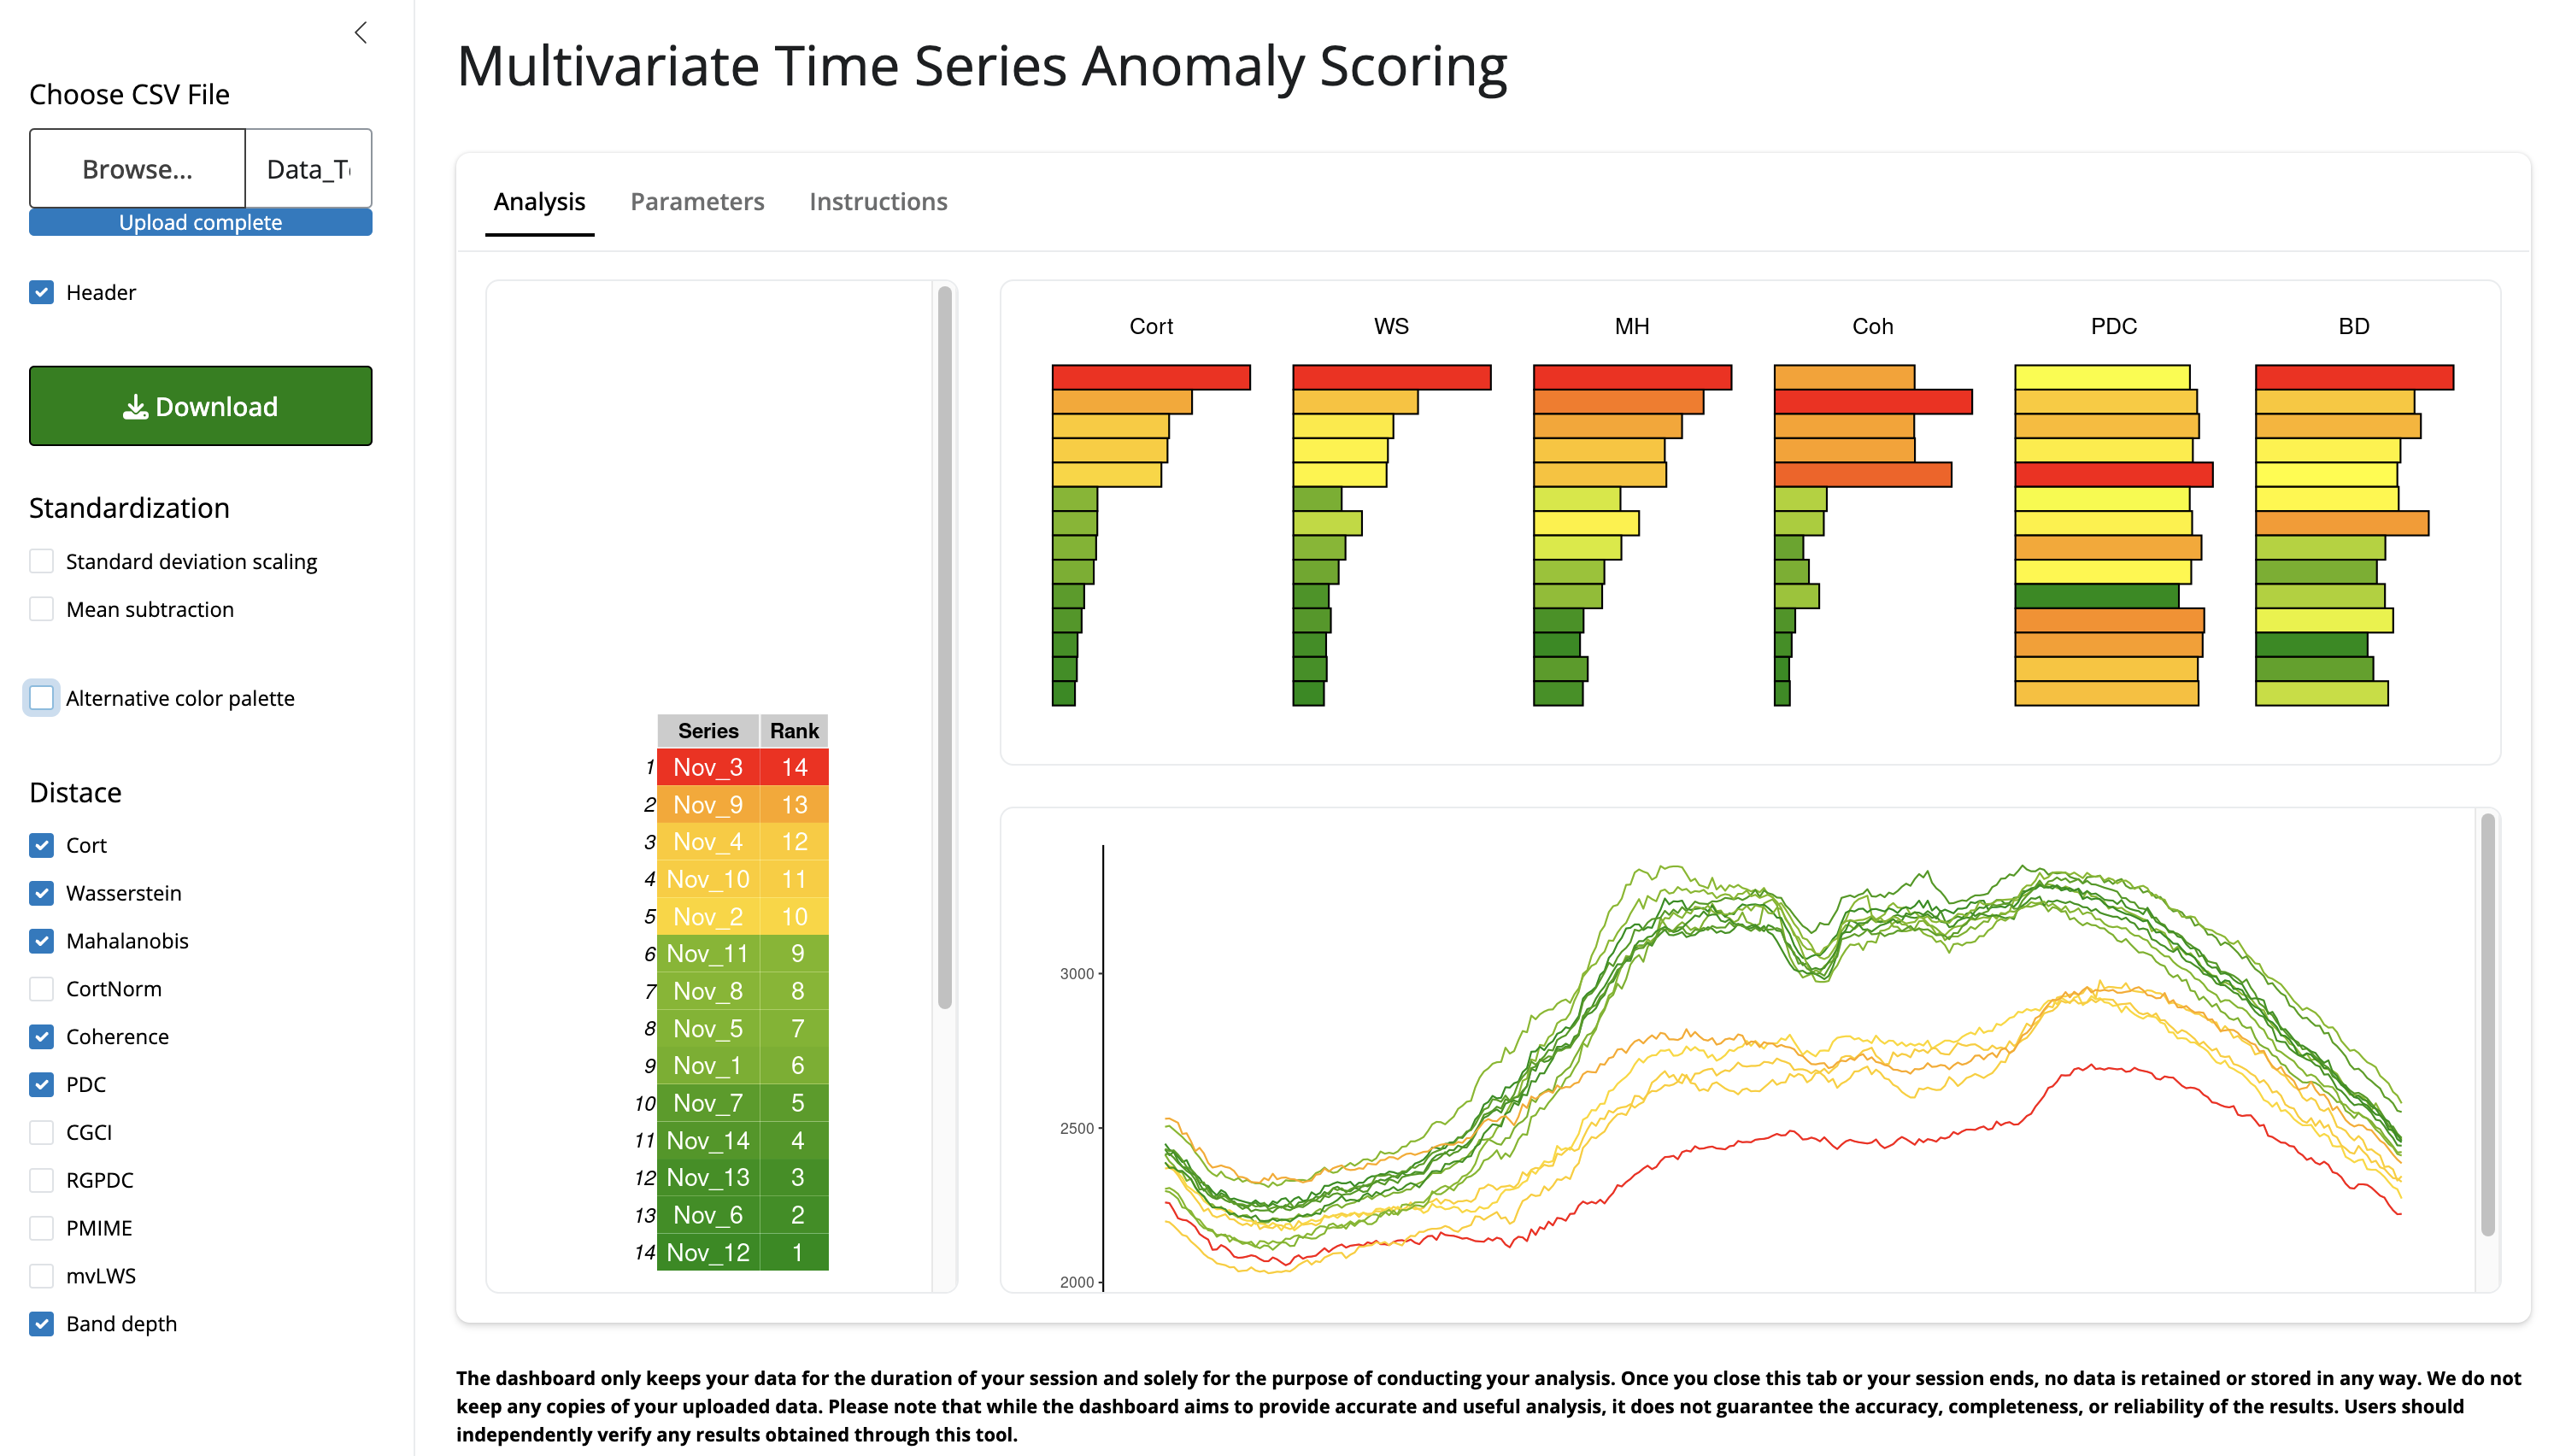 Choose CSV File
Browse...
Upload complete
Header
Download
Standardization
Standard deviation scaling
Mean subtraction
Alternative color palette
Distace
Cort
Wasserstein
Mahalanobis
CortNorm
Coherence
PDC
CGCI
RGPDC
PMIME
mvLWS
Band depth
Multivariate Time Series Anomaly Scoring
Analysis Parameters Instructions
Series Rank
1 Nov_3 14
2 Nov_9 13
3 Nov_4 12
4 Nov_10 11
5 Nov_2 10
6 Nov_11 9
7 Nov_8 8
8 Nov_5 7
9 Nov_1 6
10 Nov_7 5
11 Nov_14 4
12 Nov_13 3
13 Nov_6 2
14 Nov_12 1
Cort WS MH Coh PDC BD
3000
2500
2000
The dashboard only keeps your data for the duration of your session and solely for the purpose of conducting your analysis. Once you close this tab or your session ends, no data is retained or stored in any way. We do not
keep any copies of your uploaded data. Please note that while the dashboard aims to provide accurate and useful analysis, it does not guarantee the accuracy, completeness, or reliability of the results. Users should
independently verify any results obtained through this tool.